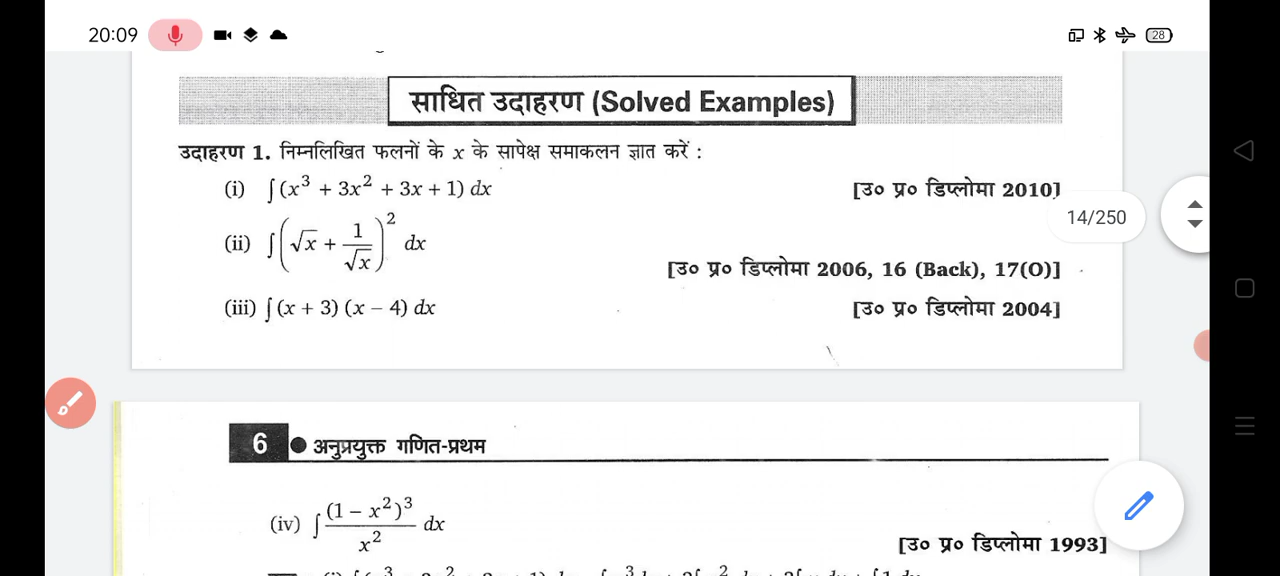 20:09 28
साधित उदाहरण (Solved Examples)
उदाहरण 1. निम्नलिखित फलनों के x के सापेक्ष समाकलन ज्ञात करें :
(i) ∫(x³ + 3x² + 3x + 1) dx [उ० प्र० डिप्लोमा 2010]
14/250
(ii) ∫(√x + 1/√x)² dx
[उ० प्र० डिप्लोमा 2006, 16 (Back), 17(O)]
(iii) ∫(x + 3) (x – 4) dx [उ० प्र० डिप्लोमा 2004]
6 ● अनुप्रयुक्त गणित-प्रथम
(iv) ∫(1 – x²)³/x² dx
[उ० प्र० डिप्लोमा 1993]